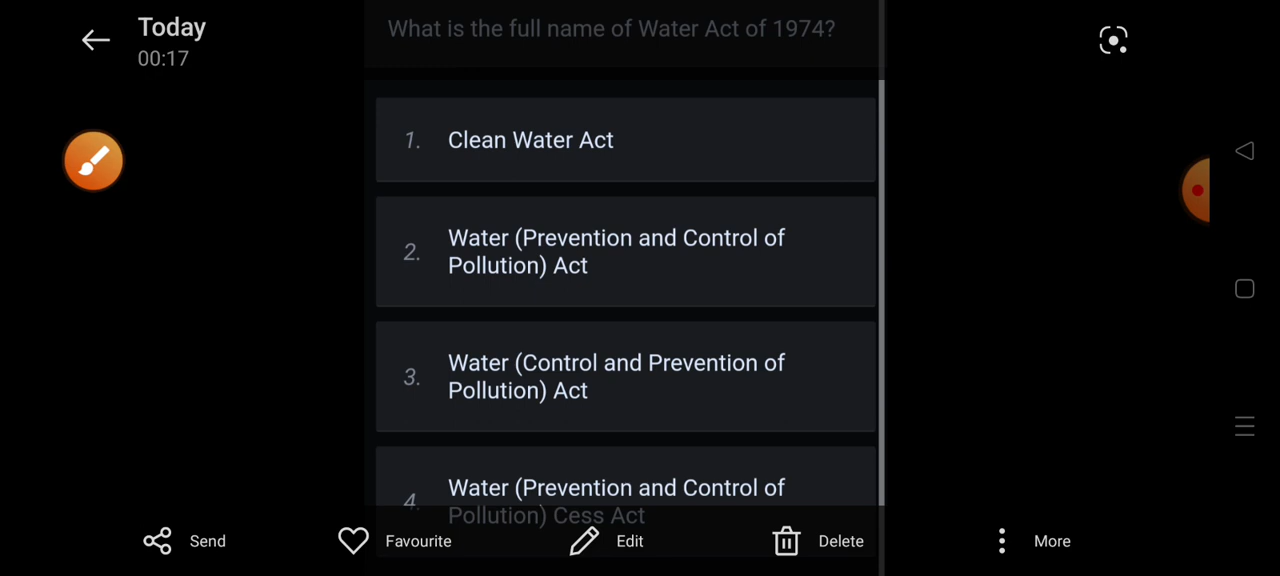 Today
00:17
What is the full name of Water Act of 1974?
1. Clean Water Act
2. Water (Prevention and Control of
Pollution) Act
3. Water (Control and Prevention of
Pollution) Act
4. Water (Prevention and Control of
Pollution) Cess Act
Send
Favourite
Edit
Delete
More